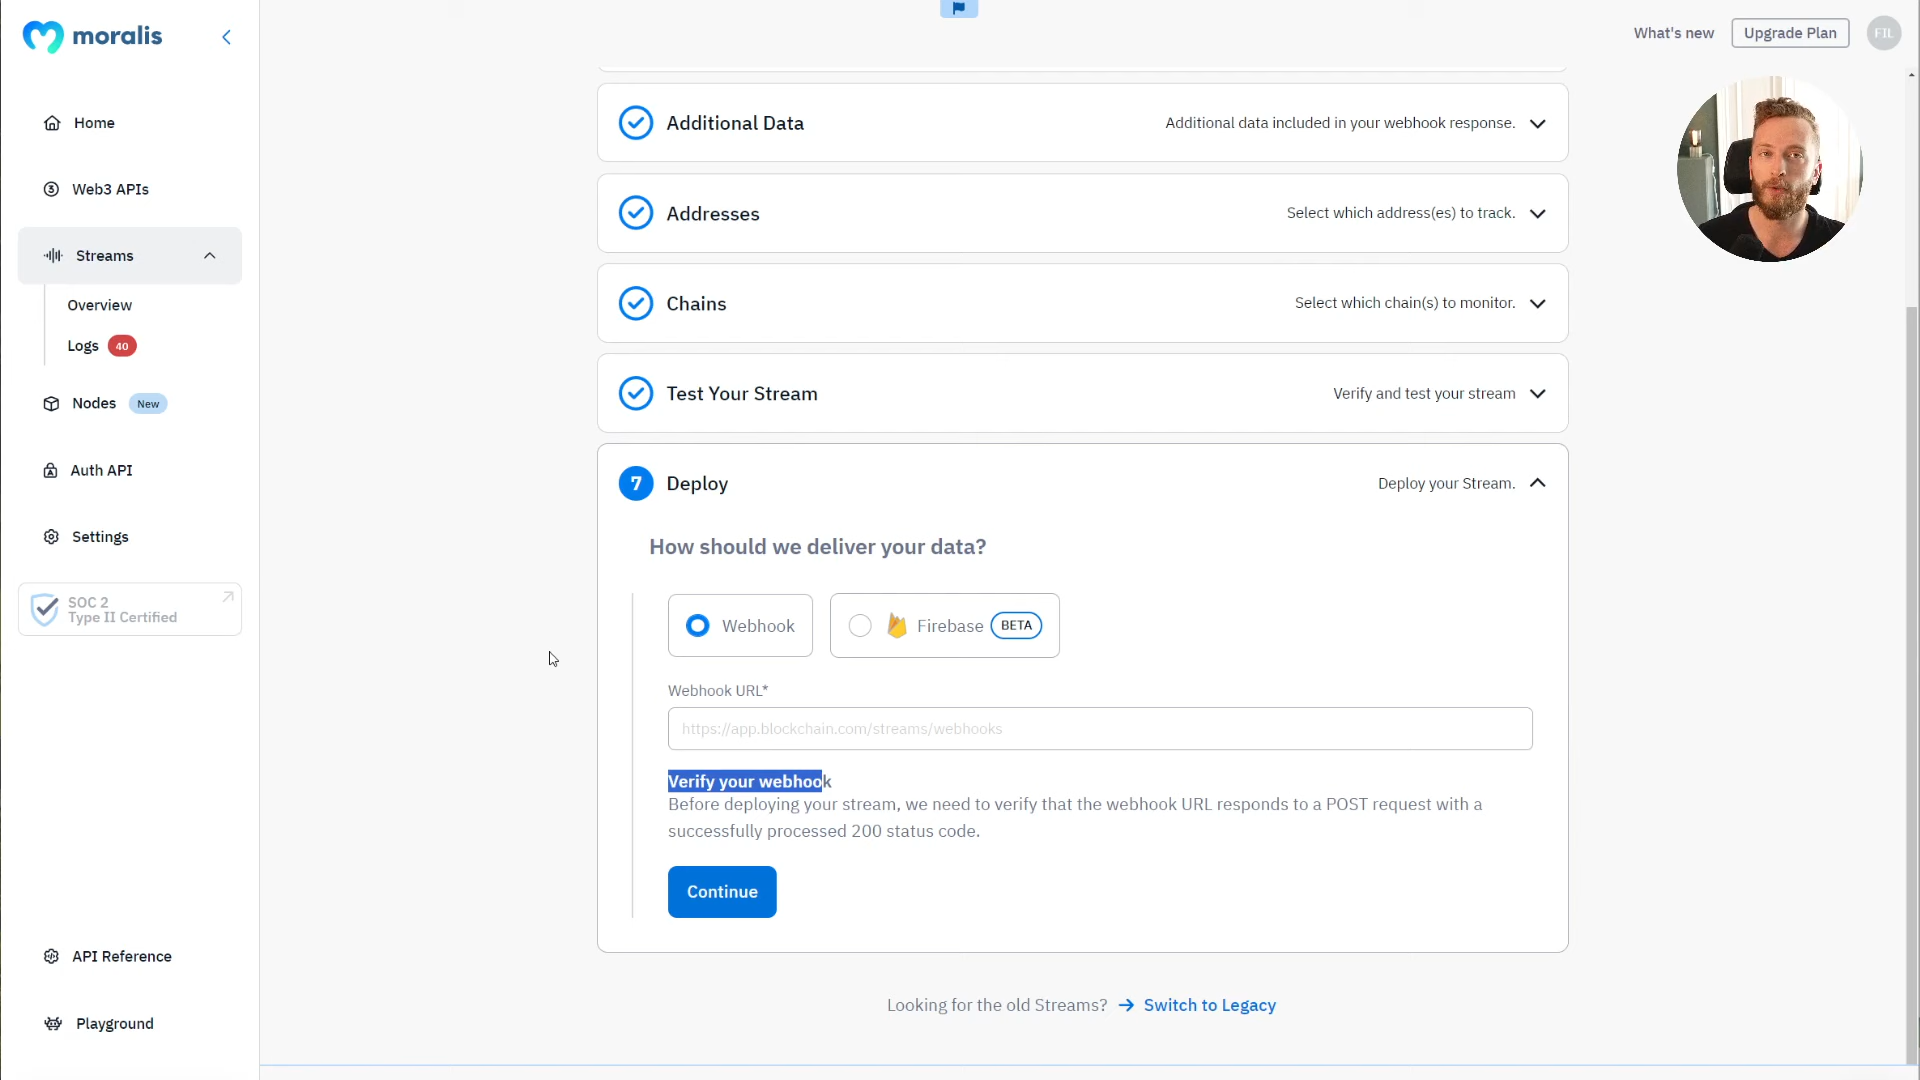 moralis
What's new
Upgrade Plan
FIL
Home
Web3 APIs
Streams
Overview
Logs 40
Nodes New
Auth API
Settings
SOC 2
Type II Certified
API Reference
Playground
Additional Data
Additional data included in your webhook response.
Addresses
Select which address(es) to track.
Chains
Select which chain(s) to monitor.
Test Your Stream
Verify and test your stream
7 Deploy
Deploy your Stream.
How should we deliver your data?
Webhook
Firebase BETA
Webhook URL*
https://app.blockchain.com/streams/webhooks
Verify your webhook
Before deploying your stream, we need to verify that the webhook URL responds to a POST request with a
successfully processed 200 status code.
Continue
Looking for the old Streams? → Switch to Legacy